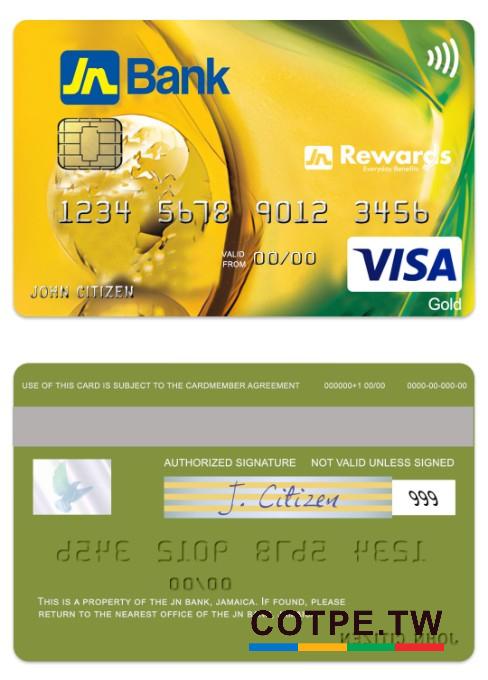 Jn Bank
Jn Rewards
Everyday Benefits
1234 5678 9012 3456
VALID
FROM 00/00
JOHN CITIZEN
VISA
Gold
USE OF THIS CARD IS SUBJECT TO THE CARDMEMBER AGREEMENT 000000+1 00/00 0000-00-000-00
AUTHORIZED SIGNATURE NOT VALID UNLESS SIGNED
J. Citizen 999
1234 5678 9012 3456
00/00
THIS IS A PROPERTY OF THE JN BANK, JAMAICA. IF FOUND, PLEASE
RETURN TO THE NEAREST OFFICE OF THE JN
COTPE.TW
JOHN CITIZEN